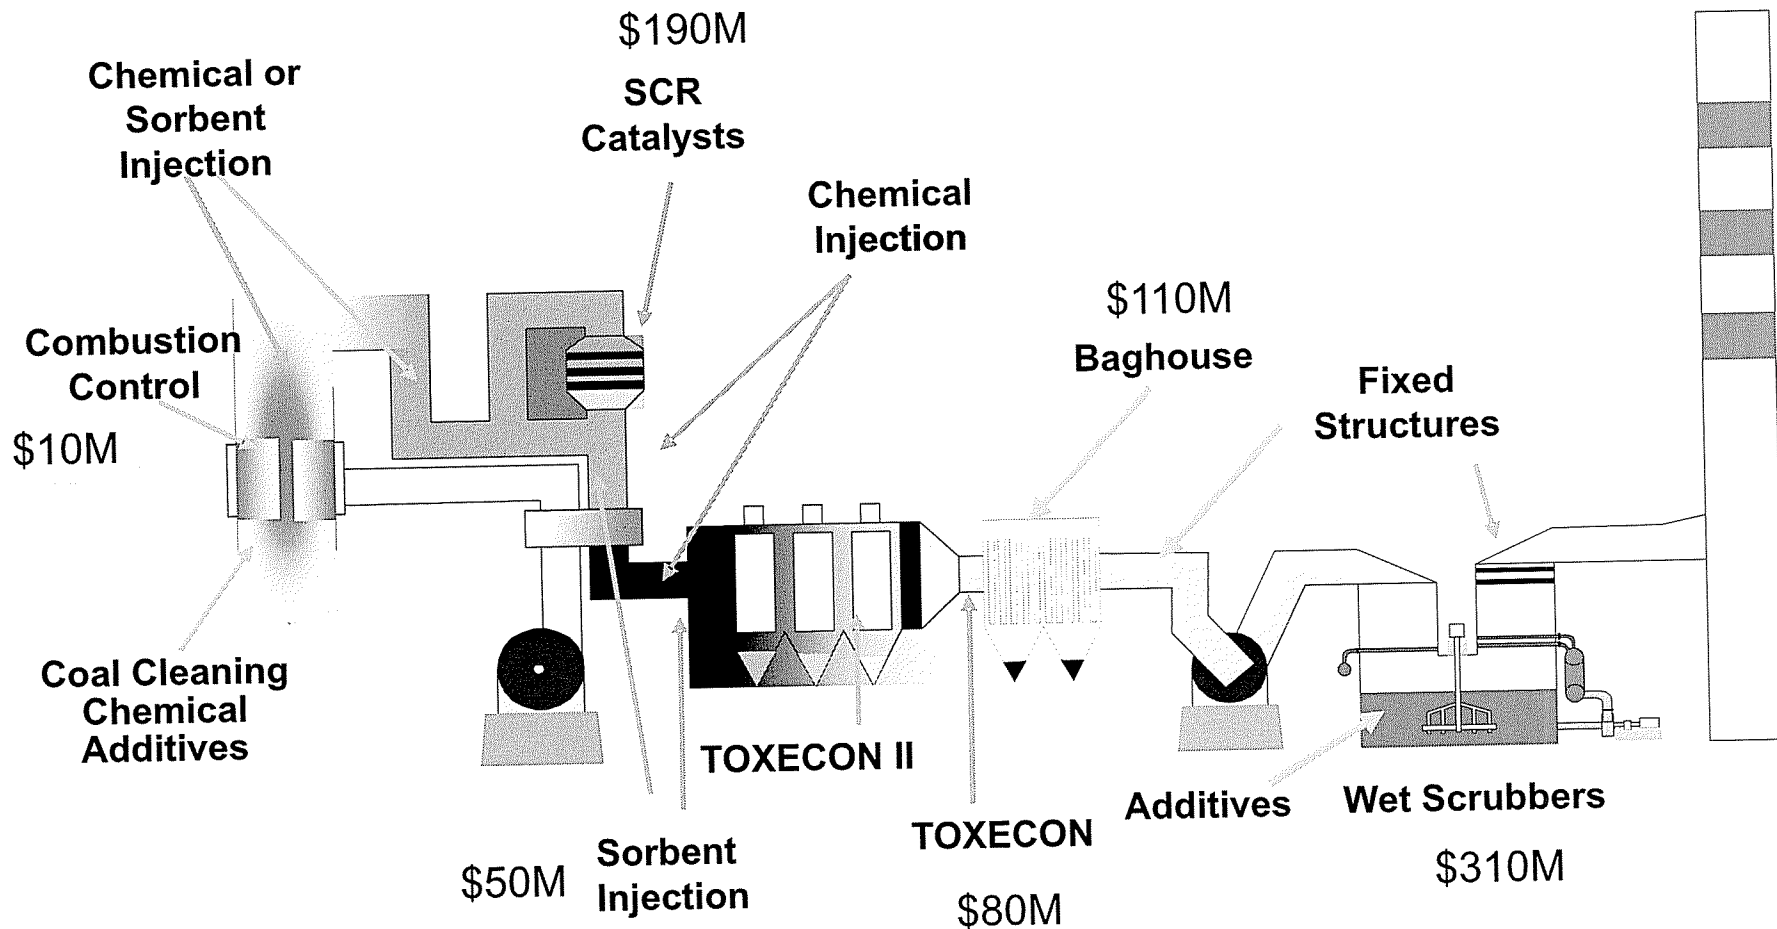 $190M
SCR
Catalysts
Chemical or
Sorbent
Injection
Chemical
Injection
$110M
Baghouse
Combustion
Control
$10M
Fixed
Structures
Coal Cleaning
Chemical
Additives
TOXECON II
Additives
Wet Scrubbers
TOXECON
$50M
Sorbent
Injection
$80M
$310M